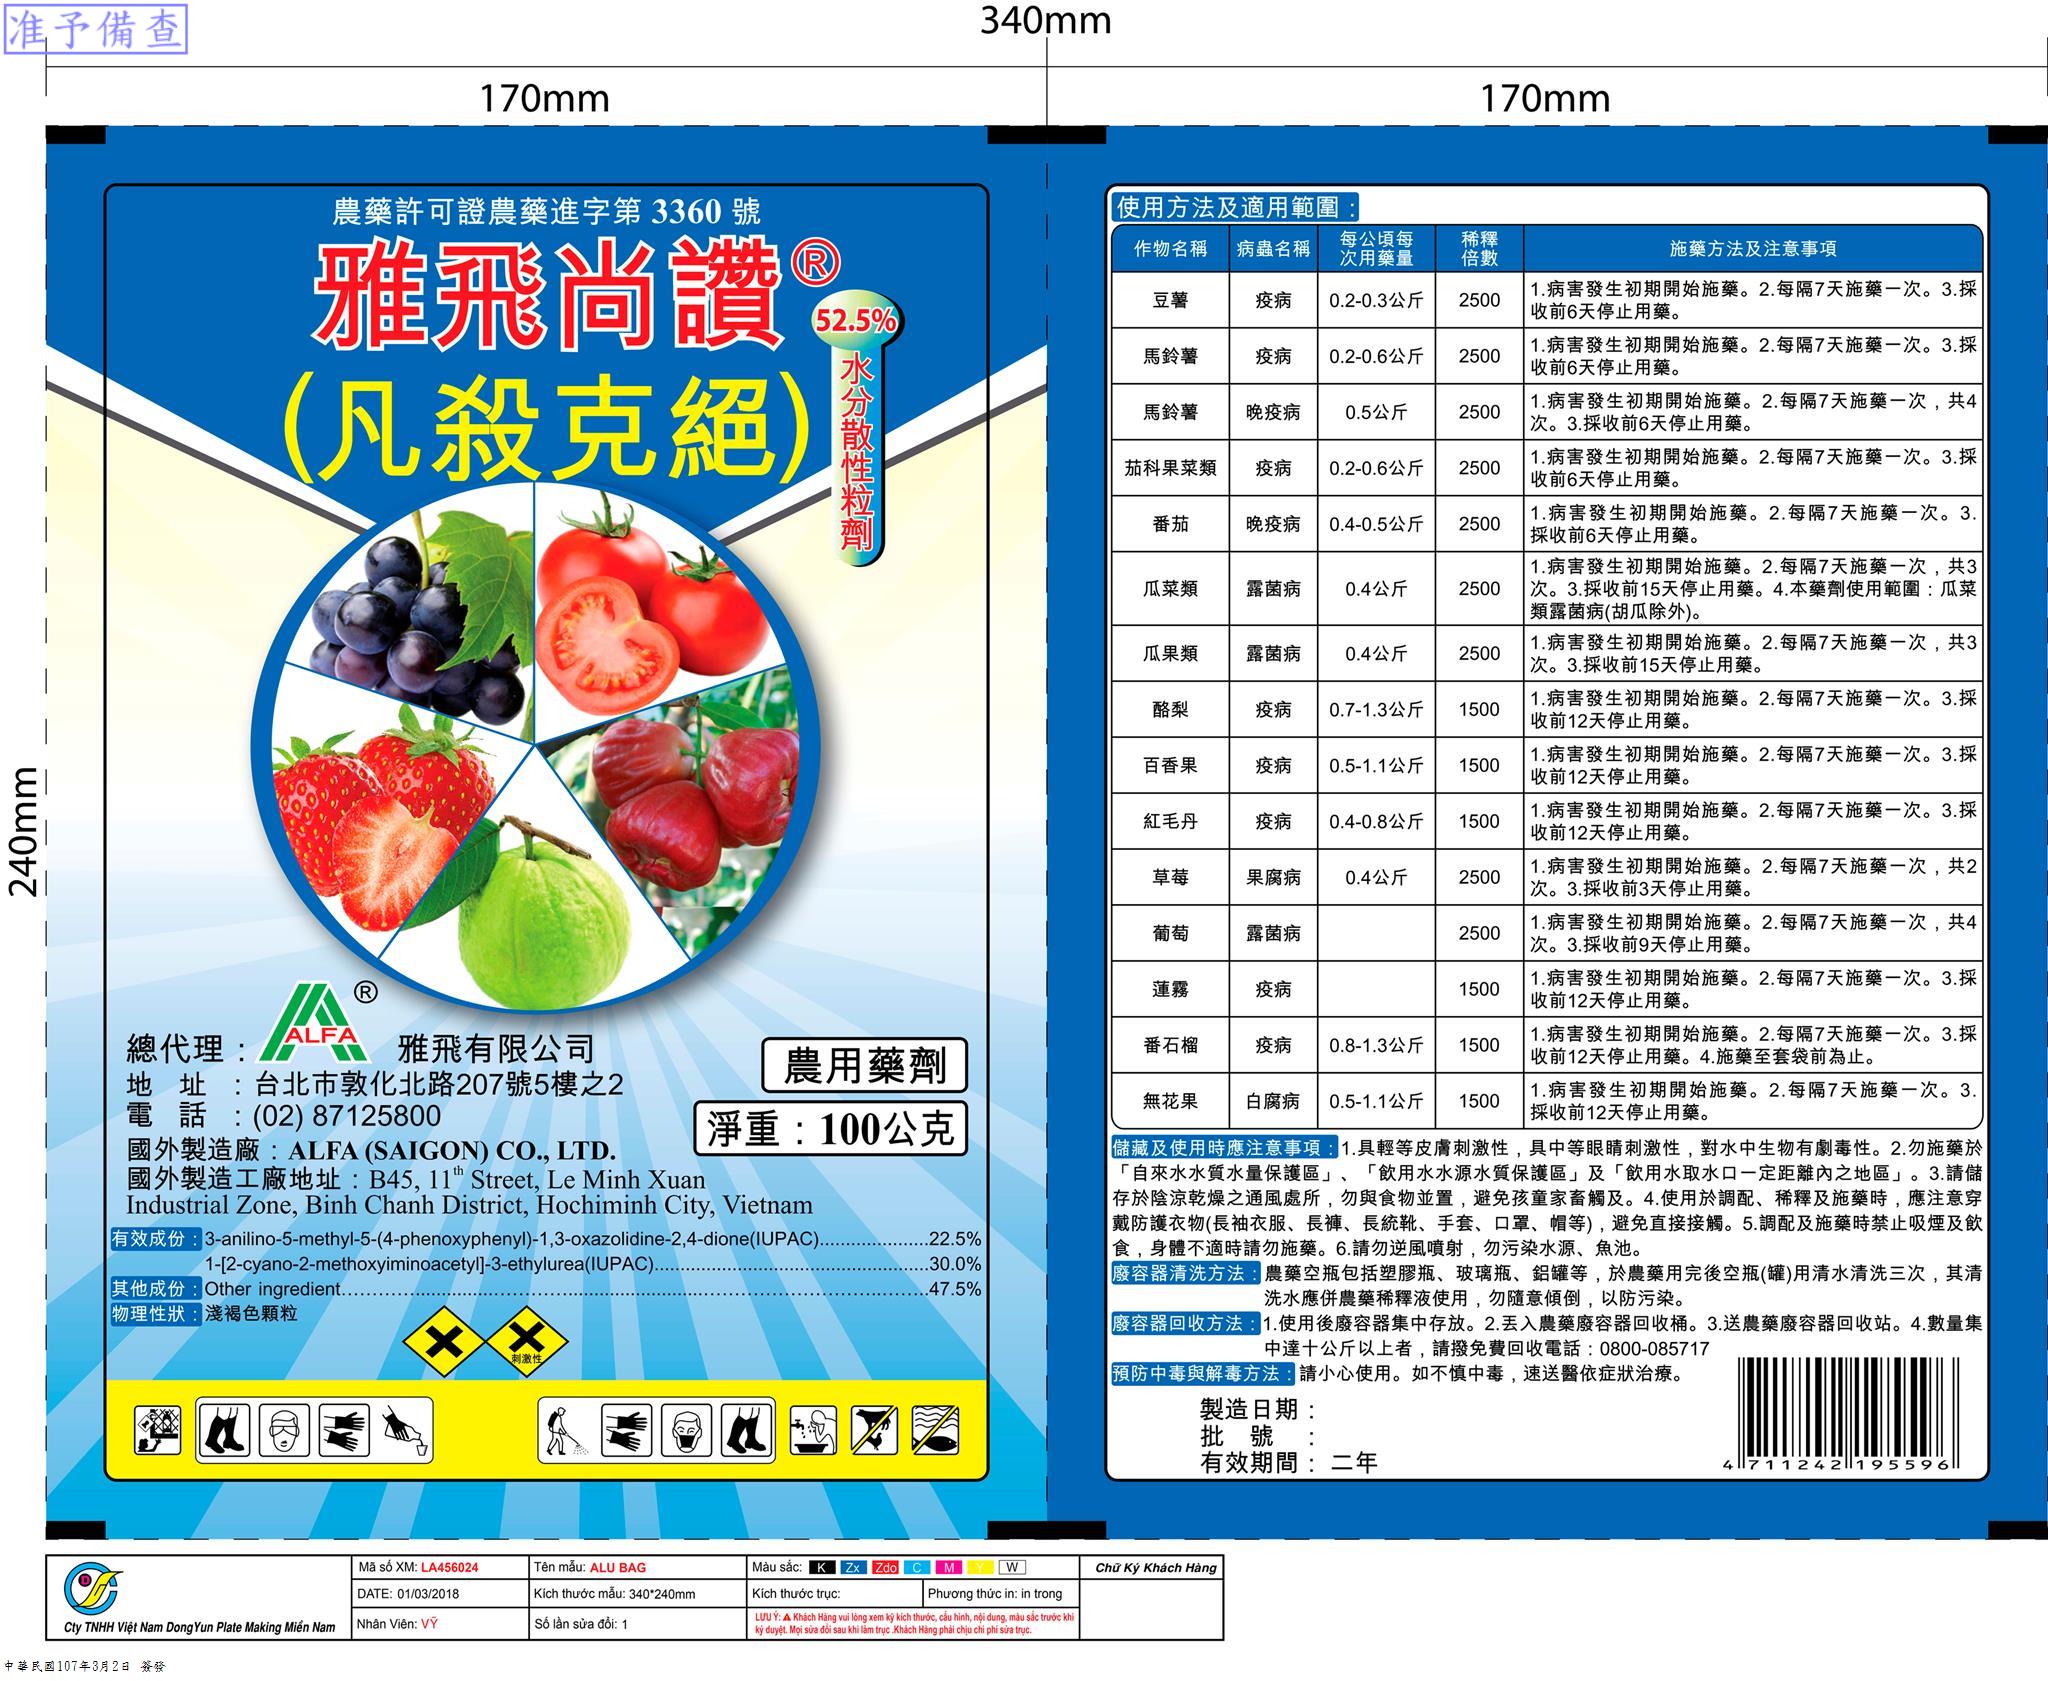 准予備查
340mm
170mm
170mm
240mm
農藥許可證農藥進字第 3360 號
雅飛尚讚®
52.5%
水分散性粒劑
(凡殺克絕)
ALFA ®
總代理：雅飛有限公司
地 址 ：台北市敦化北路207號5樓之2
電 話 ：(02) 87125800
農用藥劑
淨重：100公克
國外製造廠：ALFA (SAIGON) CO., LTD.
國外製造工廠地址：B45, 11th Street, Le Minh Xuan
Industrial Zone, Binh Chanh District, Hochiminh City, Vietnam
有效成份：3-anilino-5-methyl-5-(4-phenoxyphenyl)-1,3-oxazolidine-2,4-dione(IUPAC)....................22.5%
1-[2-cyano-2-methoxyiminoacetyl]-3-ethylurea(IUPAC)..................................................30.0%
其他成份：Other ingredient..........................................................................................47.5%
物理性狀：淺褐色顆粒
刺激性
使用方法及適用範圍：
作物名稱 病蟲名稱 每公頃每次用藥量 稀釋倍數 施藥方法及注意事項
豆薯 疫病 0.2-0.3公斤 2500 1.病害發生初期開始施藥。2.每隔7天施藥一次。3.採
收前6天停止用藥。
馬鈴薯 疫病 0.2-0.6公斤 2500 1.病害發生初期開始施藥。2.每隔7天施藥一次。3.採
收前6天停止用藥。
馬鈴薯 晚疫病 0.5公斤 2500 1.病害發生初期開始施藥。2.每隔7天施藥一次，共4
次。3.採收前6天停止用藥。
茄科果菜類 疫病 0.2-0.6公斤 2500 1.病害發生初期開始施藥。2.每隔7天施藥一次。3.採
收前6天停止用藥。
番茄 晚疫病 0.4-0.5公斤 2500 1.病害發生初期開始施藥。2.每隔7天施藥一次。3.
採收前6天停止用藥。
瓜菜類 露菌病 0.4公斤 2500 1.病害發生初期開始施藥。2.每隔7天施藥一次，共3
次。3.採收前15天停止用藥。4.本藥劑使用範圍：瓜菜
類露菌病(胡瓜除外)。
瓜果類 露菌病 0.4公斤 2500 1.病害發生初期開始施藥。2.每隔7天施藥一次，共3
次。3.採收前15天停止用藥。
酪梨 疫病 0.7-1.3公斤 1500 1.病害發生初期開始施藥。2.每隔7天施藥一次。3.採
收前12天停止用藥。
百香果 疫病 0.5-1.1公斤 1500 1.病害發生初期開始施藥。2.每隔7天施藥一次。3.採
收前12天停止用藥。
紅毛丹 疫病 0.4-0.8公斤 1500 1.病害發生初期開始施藥。2.每隔7天施藥一次。3.採
收前12天停止用藥。
草莓 果腐病 0.4公斤 2500 1.病害發生初期開始施藥。2.每隔7天施藥一次，共2
次。3.採收前3天停止用藥。
葡萄 露菌病 2500 1.病害發生初期開始施藥。2.每隔7天施藥一次，共4
次。3.採收前9天停止用藥。
蓮霧 疫病 1500 1.病害發生初期開始施藥。2.每隔7天施藥一次。3.採
收前12天停止用藥。
番石榴 疫病 0.8-1.3公斤 1500 1.病害發生初期開始施藥。2.每隔7天施藥一次。3.採
收前12天停止用藥。4.施藥至套袋前為止。
無花果 白腐病 0.5-1.1公斤 1500 1.病害發生初期開始施藥。2.每隔7天施藥一次。3.
採收前12天停止用藥。
儲藏及使用時應注意事項：1.具輕等皮膚刺激性，具中等眼睛刺激性，對水中生物有劇毒性。2.勿施藥於
「自來水水質水量保護區」、「飲用水水源水質保護區」及「飲用水取水口一定距離內之地區」。3.請儲
存於陰涼乾燥之通風處所，勿與食物並置，避免孩童家畜觸及。4.使用於調配、稀釋及施藥時，應注意穿
戴防護衣物(長袖衣服、長褲、長統靴、手套、口罩、帽等)，避免直接接觸。5.調配及施藥時禁止吸煙及飲
食，身體不適時請勿施藥。6.請勿逆風噴射，勿污染水源、魚池。
廢容器清洗方法：農藥空瓶包括塑膠瓶、玻璃瓶、鋁罐等，於農藥用完後空瓶(罐)用清水清洗三次，其清
洗水應併農藥稀釋液使用，勿隨意傾倒，以防污染。
廢容器回收方法：1.使用後廢容器集中存放。2.丟入農藥廢容器回收桶。3.送農藥廢容器回收站。4.數量集
中達十公斤以上者，請撥免費回收電話：0800-085717
預防中毒與解毒方法：請小心使用。如不慎中毒，速送醫依症狀治療。
製造日期：
批 號 ：
有效期間：二年
4 711242 195596
Cty TNHH Việt Nam DongYun Plate Making Miền Nam
Mã số XM: LA456024
DATE: 01/03/2018
Nhân Viên: VỸ
Tên mẫu: ALU BAG
Kích thước mẫu: 340*240mm
Số lần sửa đổi: 1
Màu sắc: K Zx Zdo C M Y W
Kích thước trục:
Phương thức in: in trong
LƯU Ý: Khách Hàng vui lòng xem kỹ kích thước, cấu hình, nội dung, màu sắc trước khi
ký duyệt. Mọi sửa đổi sau khi làm trục .Khách Hàng phải chịu chi phí sửa trục.
Chữ Ký Khách Hàng
中華民國107年3月2日 簽發